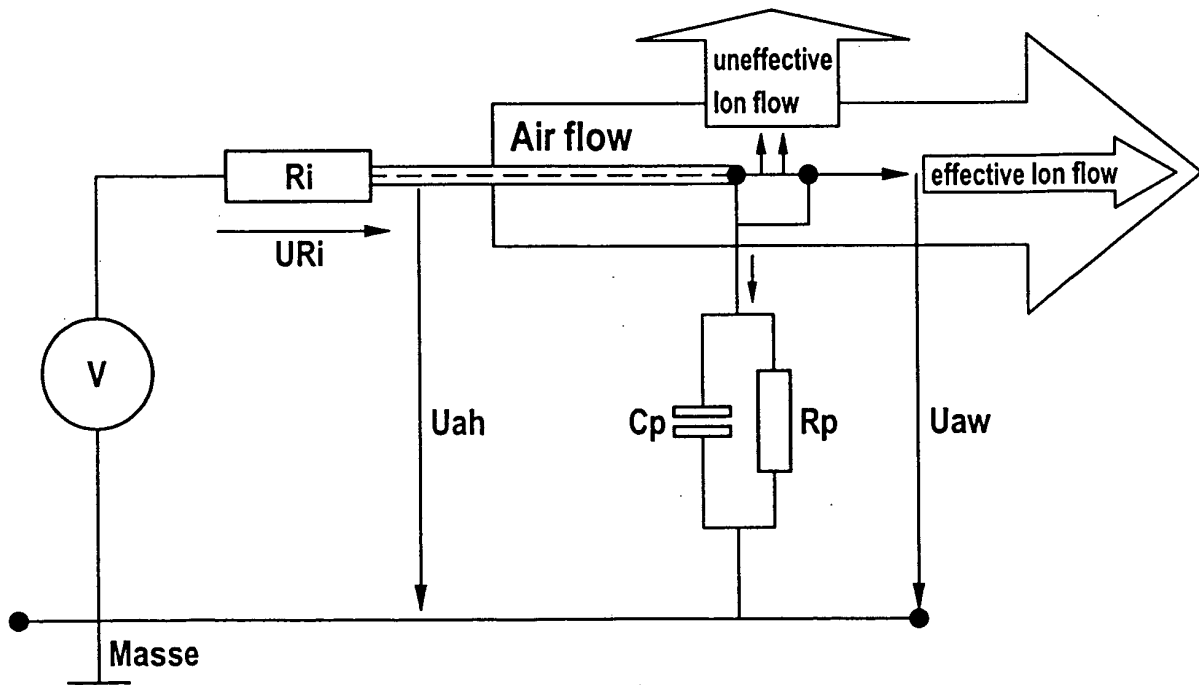 uneffective
Ion flow
Air flow
Ri
effective Ion flow
URi
V
Uah
Cp
Rp
Uaw
Masse